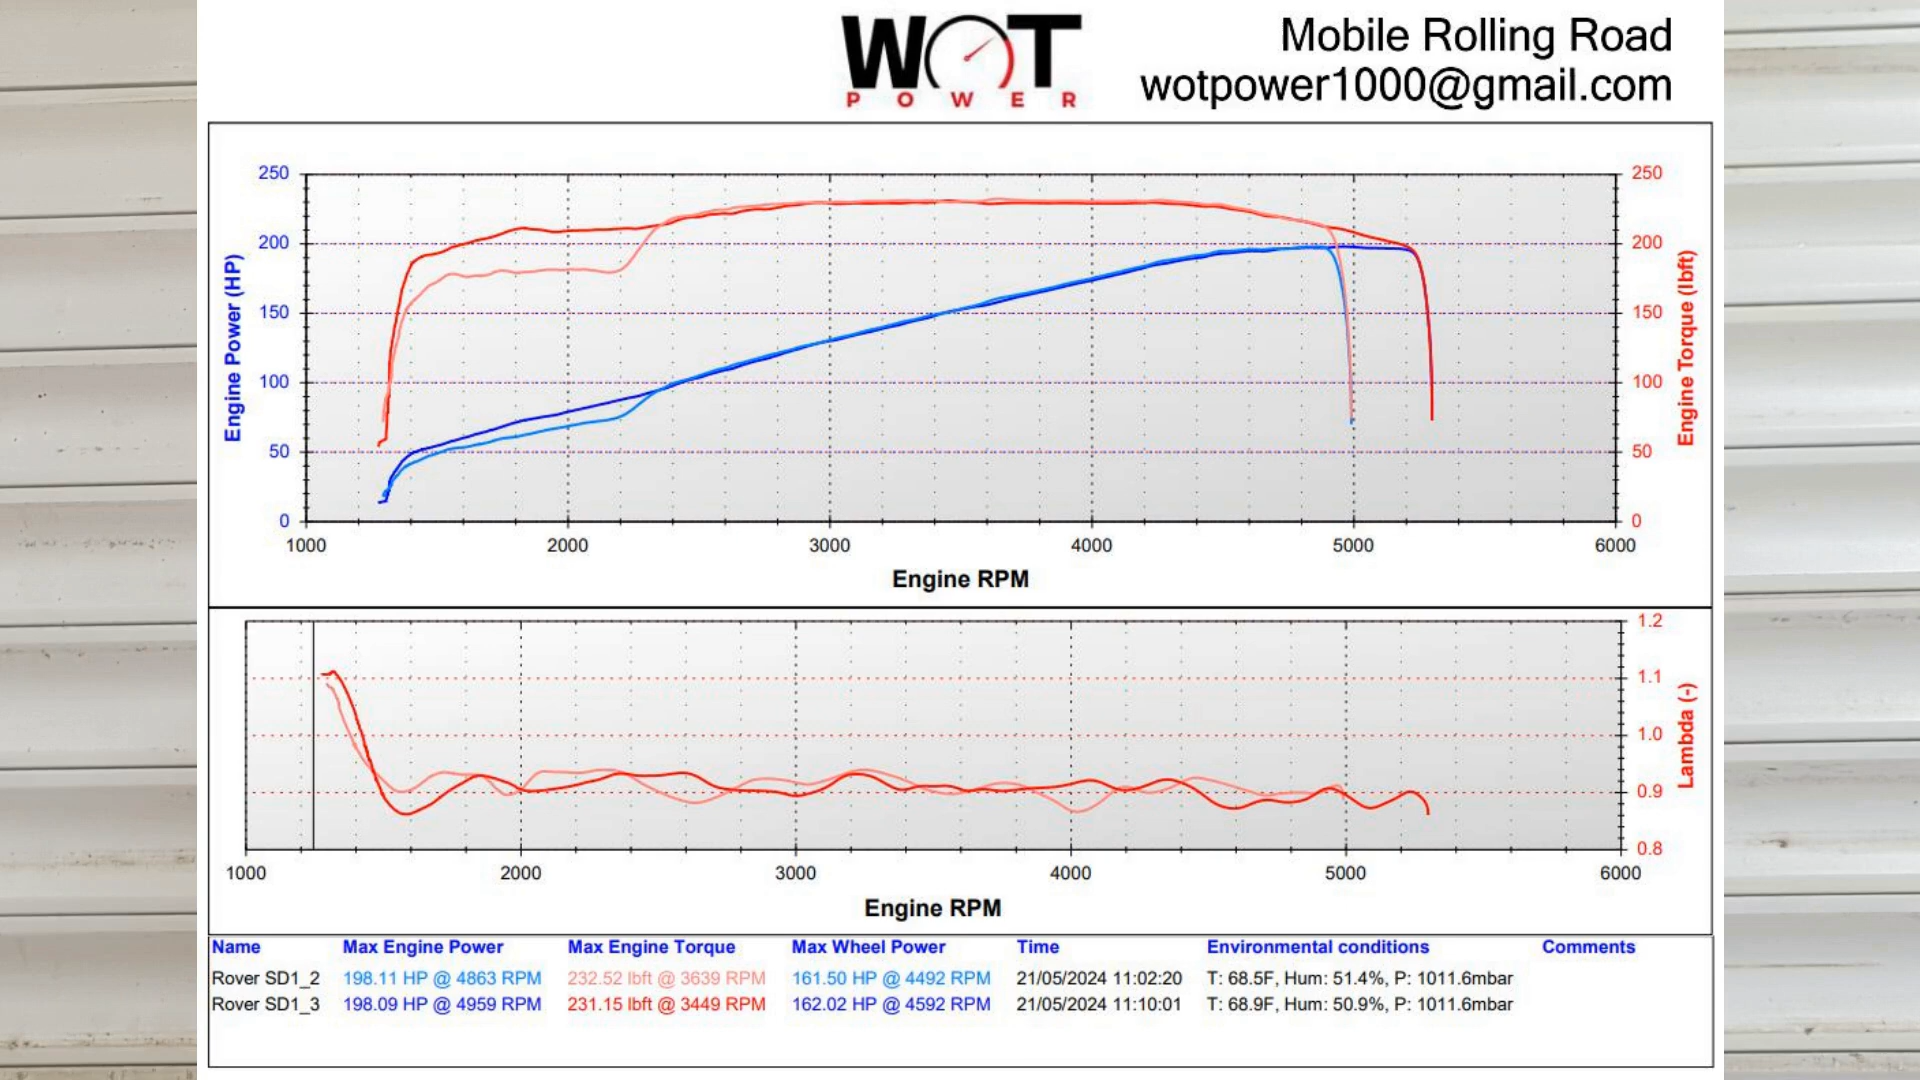 WOT
POWER
Mobile Rolling Road
wotpower1000@gmail.com
250
200
150
100
50
0
Engine Power (HP)
250
200
150
100
50
0
Engine Torque (lbft)
1000 2000 3000 4000 5000 6000
Engine RPM
1.2
1.1
1.0
0.9
0.8
Lambda (-)
1000 2000 3000 4000 5000 6000
Engine RPM
Name Max Engine Power Max Engine Torque Max Wheel Power Time Environmental conditions Comments
Rover SD1_2 198.11 HP @ 4863 RPM 232.52 lbft @ 3639 RPM 161.50 HP @ 4492 RPM 21/05/2024 11:02:20 T: 68.5F, Hum: 51.4%, P: 1011.6mbar
Rover SD1_3 198.09 HP @ 4959 RPM 231.15 lbft @ 3449 RPM 162.02 HP @ 4592 RPM 21/05/2024 11:10:01 T: 68.9F, Hum: 50.9%, P: 1011.6mbar